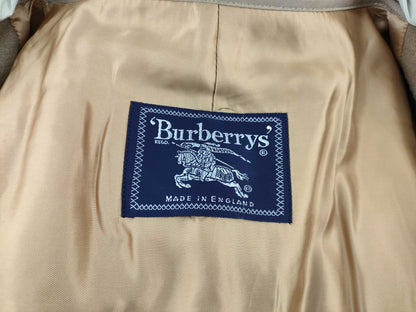 'Burberrys'
REGD. ®
®
MADE IN ENGLAND